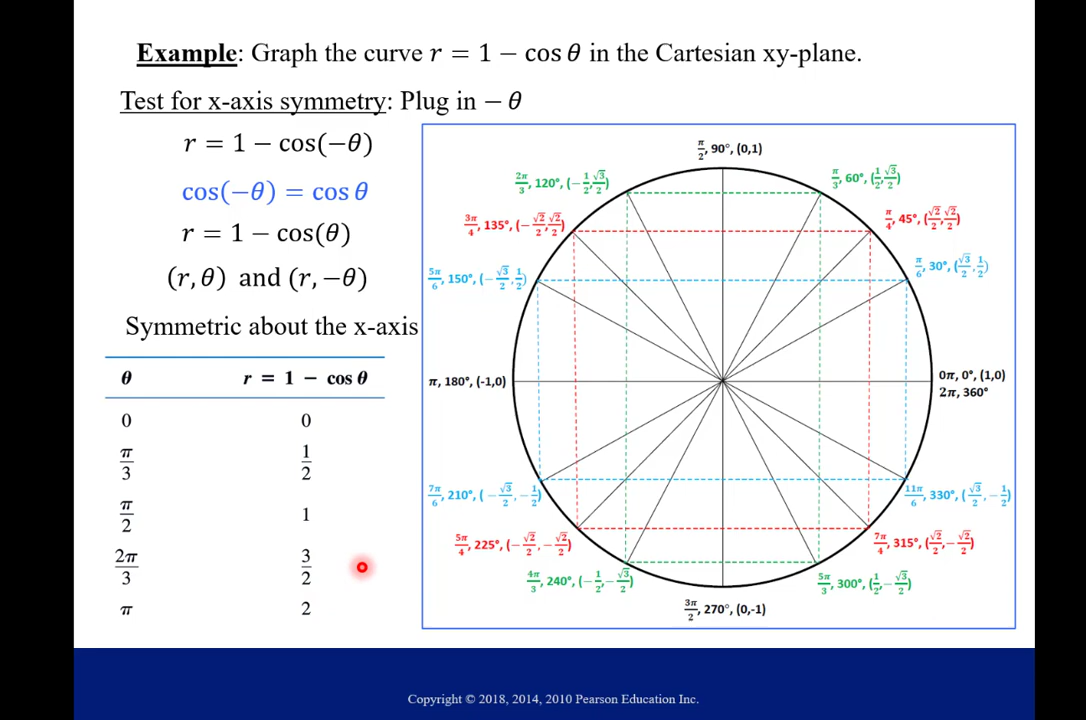 Example: Graph the curve r = 1 − cos θ in the Cartesian xy-plane.
Test for x-axis symmetry: Plug in − θ
r = 1 − cos(−θ)
cos(−θ) = cos θ
r = 1 − cos(θ)
(r, θ) and (r, −θ)
Symmetric about the x-axis
θ r = 1 − cos θ
0 0
π/3 1/2
π/2 1
2π/3 3/2
π 2
π/2, 90°, (0,1)
2π/3, 120°, (−1/2, √3/2)
π/3, 60°, (1/2, √3/2)
3π/4, 135°, (−√2/2, √2/2)
π/4, 45°, (√2/2, √2/2)
5π/6, 150°, (−√3/2, 1/2)
π/6, 30°, (√3/2, 1/2)
π, 180°, (-1,0)
0π, 0°, (1,0)
2π, 360°
7π/6, 210°, (−√3/2, −1/2)
11π/6, 330°, (√3/2, −1/2)
5π/4, 225°, (−√2/2, −√2/2)
7π/4, 315°, (√2/2, −√2/2)
4π/3, 240°, (−1/2, −√3/2)
5π/3, 300°, (1/2, −√3/2)
3π/2, 270°, (0,-1)
Copyright © 2018, 2014, 2010 Pearson Education Inc.